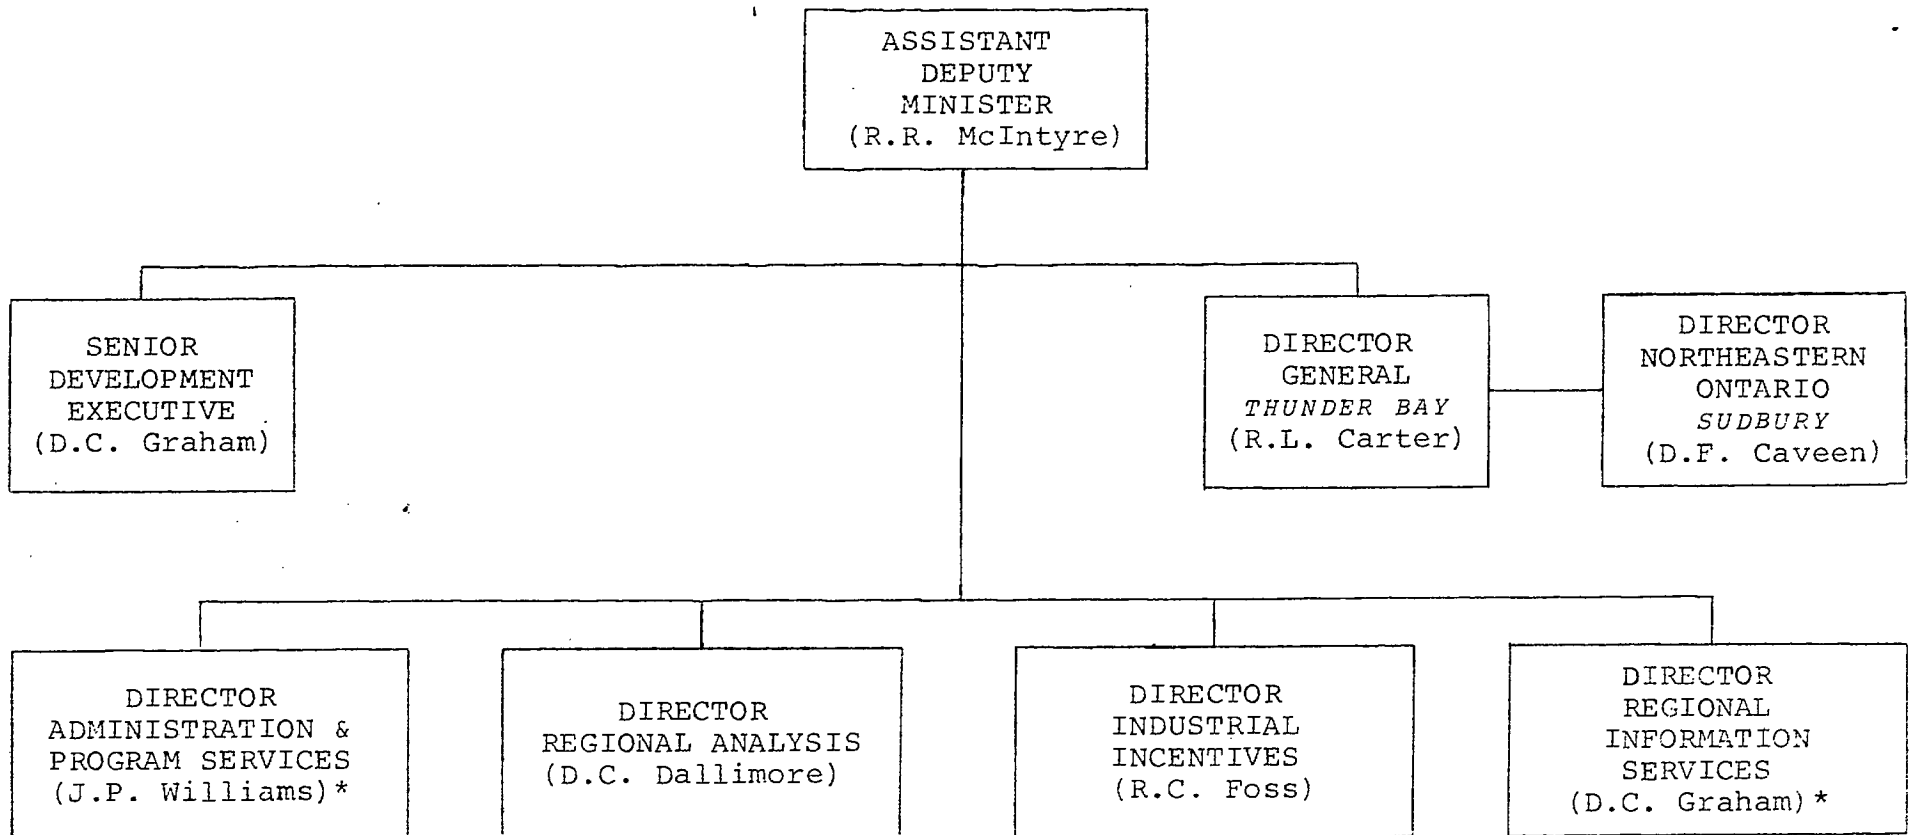 ASSISTANT
DEPUTY
MINISTER
(R.R. McIntyre)
SENIOR
DEVELOPMENT
EXECUTIVE
(D.C. Graham)
DIRECTOR
GENERAL
THUNDER BAY
(R.L. Carter)
DIRECTOR
NORTHEASTERN
ONTARIO
SUDBURY
(D.F. Caveen)
DIRECTOR
ADMINISTRATION &
PROGRAM SERVICES
(J.P. Williams)*
DIRECTOR
REGIONAL ANALYSIS
(D.C. Dallimore)
DIRECTOR
INDUSTRIAL
INCENTIVES
(R.C. Foss)
DIRECTOR
REGIONAL
INFORMATION
SERVICES
(D.C. Graham)*